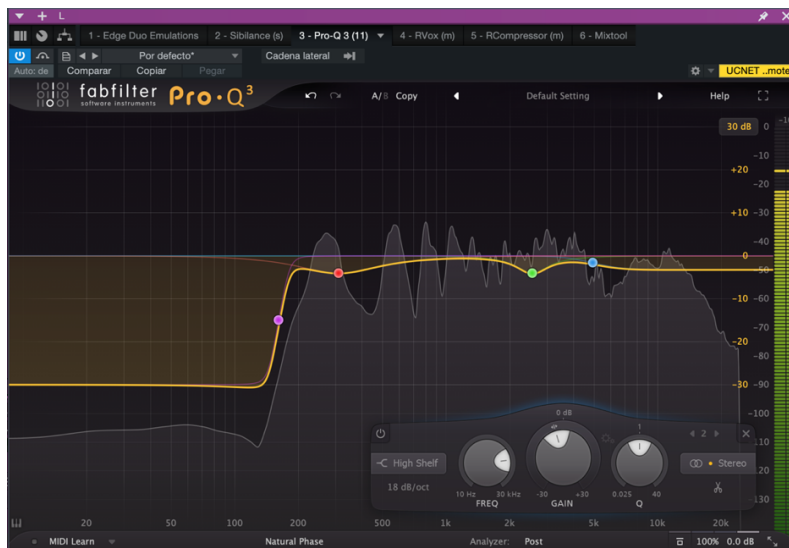 L
1 - Edge Duo Emulations 2 - Sibilance (s) 3 - Pro-Q 3 (11) 4 - RVox (m) 5 - RCompressor (m) 6 - Mixtool
Por defecto* Cadena lateral
Auto: de Comparar Copiar Pegar UCNET ..mote
fabfilter Pro·Q3
software instruments
A/B Copy Default Setting Help
30 dB 0 -10
-10
+20 -20
+10 -30
-40
0 -50
-10 -60
-70
-20 -80
-30 -90
-100
0 dB
1 2 110
High Shelf Stereo
18 dB/oct
10 Hz 30 kHz -30 +30 0.025 40
FREQ GAIN Q
130
20 50 100 200 500 1k 2k 5k 10k 20k
MIDI Learn Natural Phase Analyzer: Post 100% 0.0 dB